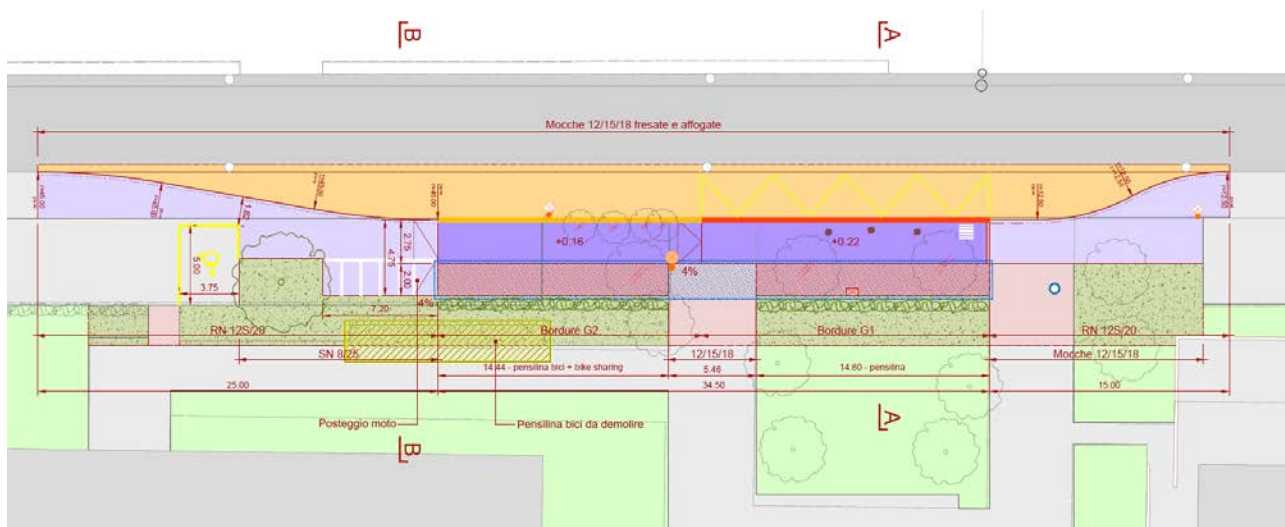 B
A
Mocche 12/15/18 fresate e affogate
+0.16
+0.22
4%
4%
2.75
4.75
2.00
5.00
3.75
7.20
RN 12S/20
Bordure G2
Bordure G1
RN 12S/20
SN 8/25
12/15/18
Mocche 12/15/18
14.44 - pensilina bici + bike sharing
5.46
14.60 - pensilina
25.00
34.50
15.00
Posteggio moto
Pensilina bici da demolire
B
A